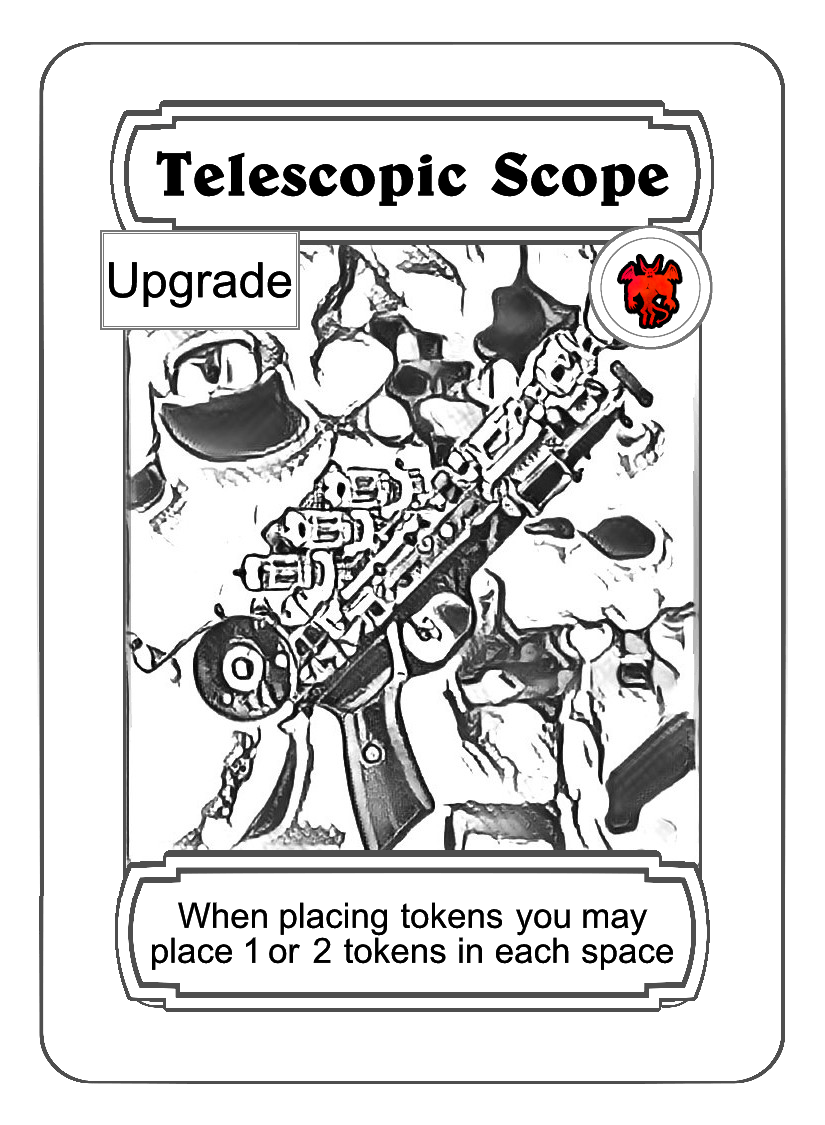 Telescopic Scope
Upgrade
When placing tokens you may
place 1 or 2 tokens in each space